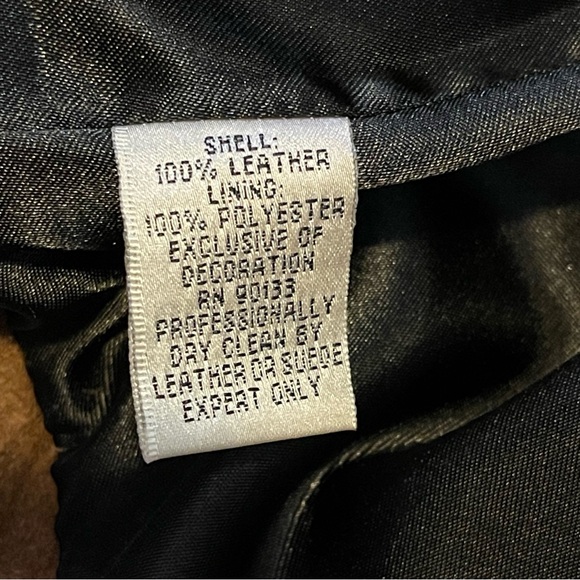 SHELL:
100% LEATHER
LINING:
100% POLYESTER
EXCLUSIVE OF
DECORATION
RN 90133
PROFESSIONALLY
DRY CLEAN BY
LEATHER OR SUEDE
EXPERT ONLY